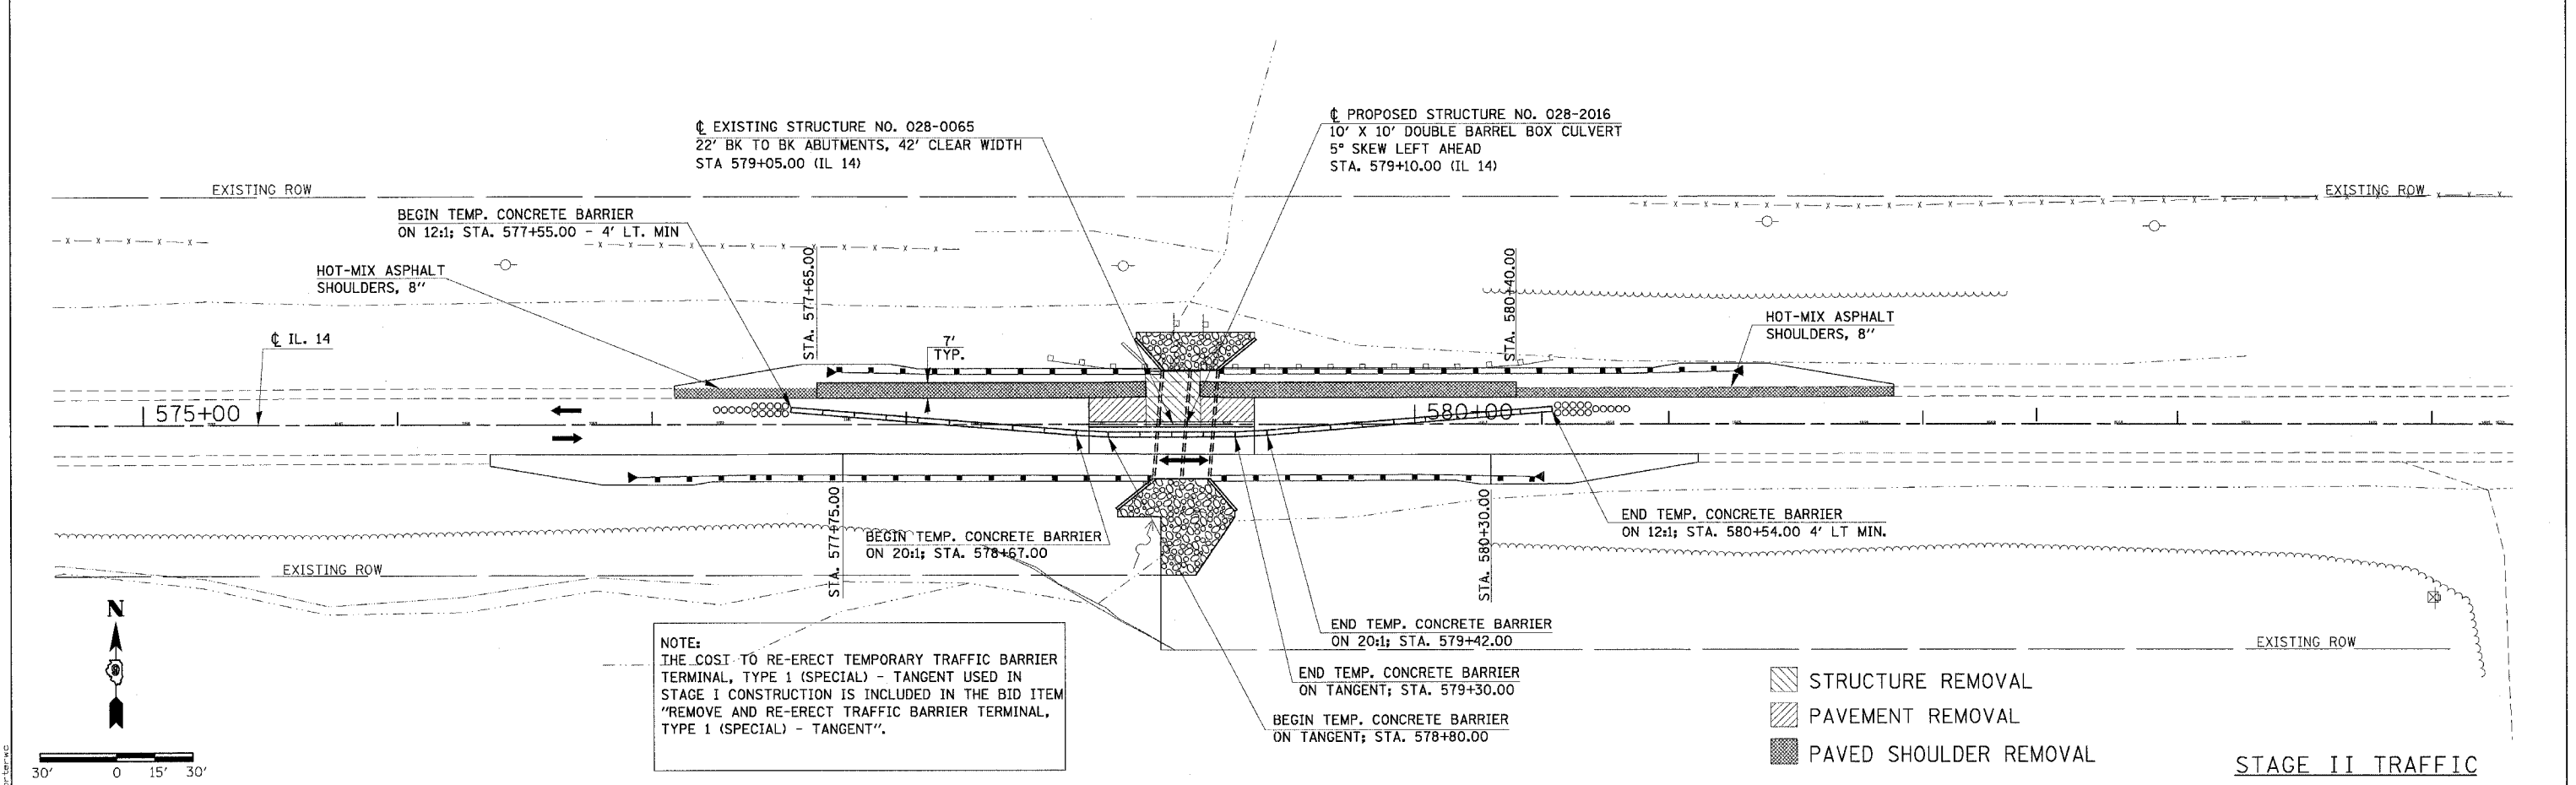 ℄ EXISTING STRUCTURE NO. 028-0065
22' BK TO BK ABUTMENTS, 42' CLEAR WIDTH
STA 579+05.00 (IL 14)
℄ PROPOSED STRUCTURE NO. 028-2016
10' X 10' DOUBLE BARREL BOX CULVERT
5° SKEW LEFT AHEAD
STA. 579+10.00 (IL 14)
EXISTING ROW
EXISTING ROW
BEGIN TEMP. CONCRETE BARRIER
ON 12:1; STA. 577+55.00 - 4' LT. MIN
HOT-MIX ASPHALT
SHOULDERS, 8"
STA. 577+65.00
STA. 580+40.00
HOT-MIX ASPHALT
SHOULDERS, 8"
℄ IL. 14
7'
TYP.
575+00
580+00
STA. 577+75.00
STA. 580+30.00
BEGIN TEMP. CONCRETE BARRIER
ON 20:1; STA. 578+67.00
END TEMP. CONCRETE BARRIER
ON 12:1; STA. 580+54.00 4' LT MIN.
EXISTING ROW
N
END TEMP. CONCRETE BARRIER
ON 20:1; STA. 579+42.00
EXISTING ROW
NOTE:
THE COST TO RE-ERECT TEMPORARY TRAFFIC BARRIER
TERMINAL, TYPE 1 (SPECIAL) - TANGENT USED IN
STAGE I CONSTRUCTION IS INCLUDED IN THE BID ITEM
"REMOVE AND RE-ERECT TRAFFIC BARRIER TERMINAL,
TYPE 1 (SPECIAL) - TANGENT".
END TEMP. CONCRETE BARRIER
ON TANGENT; STA. 579+30.00
BEGIN TEMP. CONCRETE BARRIER
ON TANGENT; STA. 578+80.00
STRUCTURE REMOVAL
PAVEMENT REMOVAL
PAVED SHOULDER REMOVAL
30' 0 15' 30'
STAGE II TRAFFIC